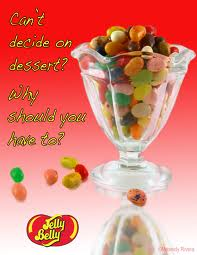 Can't
decide on
dessert?
Why
should you
have to?
Jelly
Belly